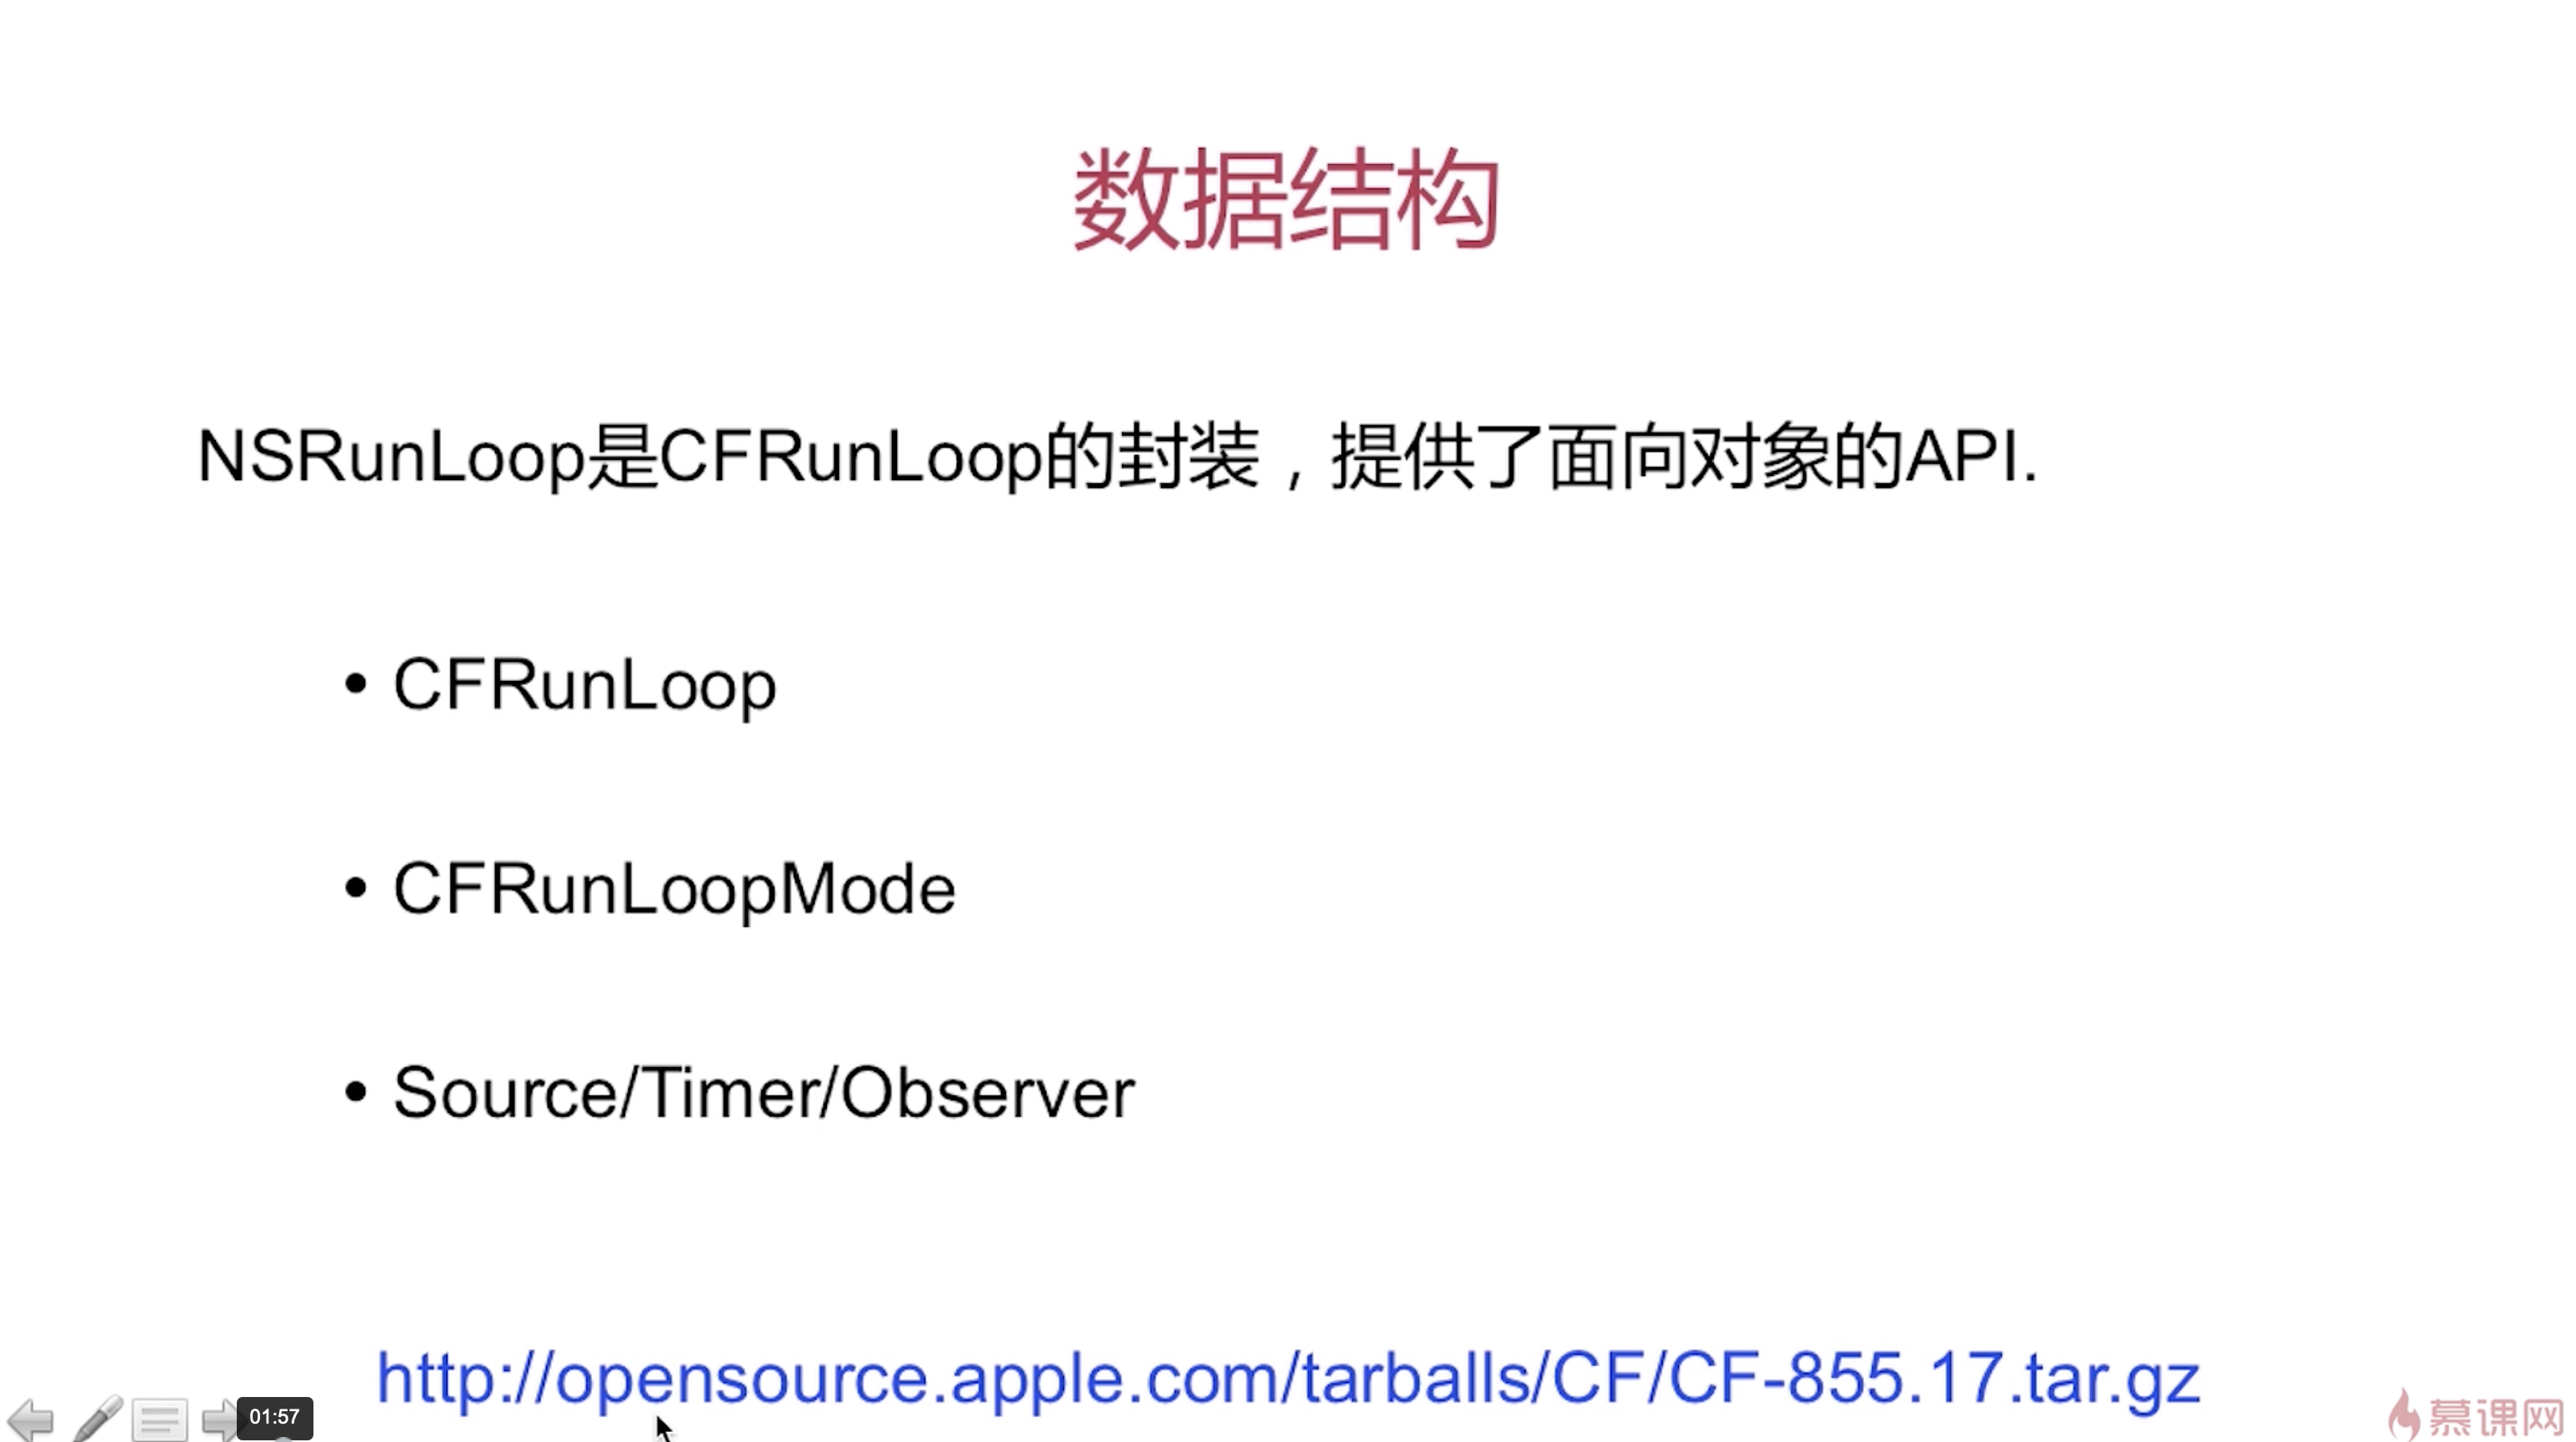 数据结构
NSRunLoop是CFRunLoop的封装，提供了面向对象的API.
• CFRunLoop
• CFRunLoopMode
• Source/Timer/Observer
http://opensource.apple.com/tarballs/CF/CF-855.17.tar.gz
01:57
慕课网